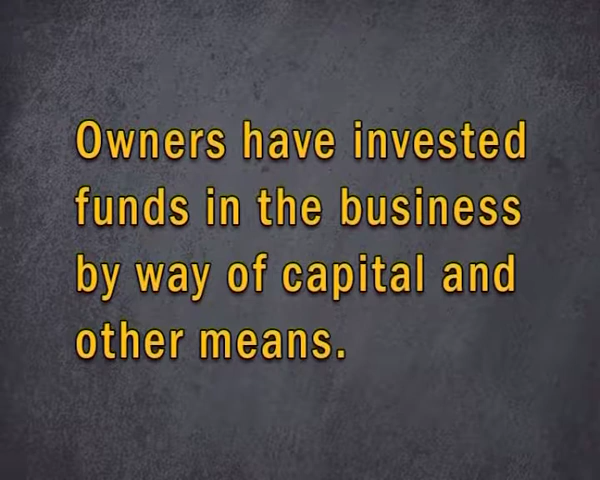 Owners have invested
funds in the business
by way of capital and
other means.